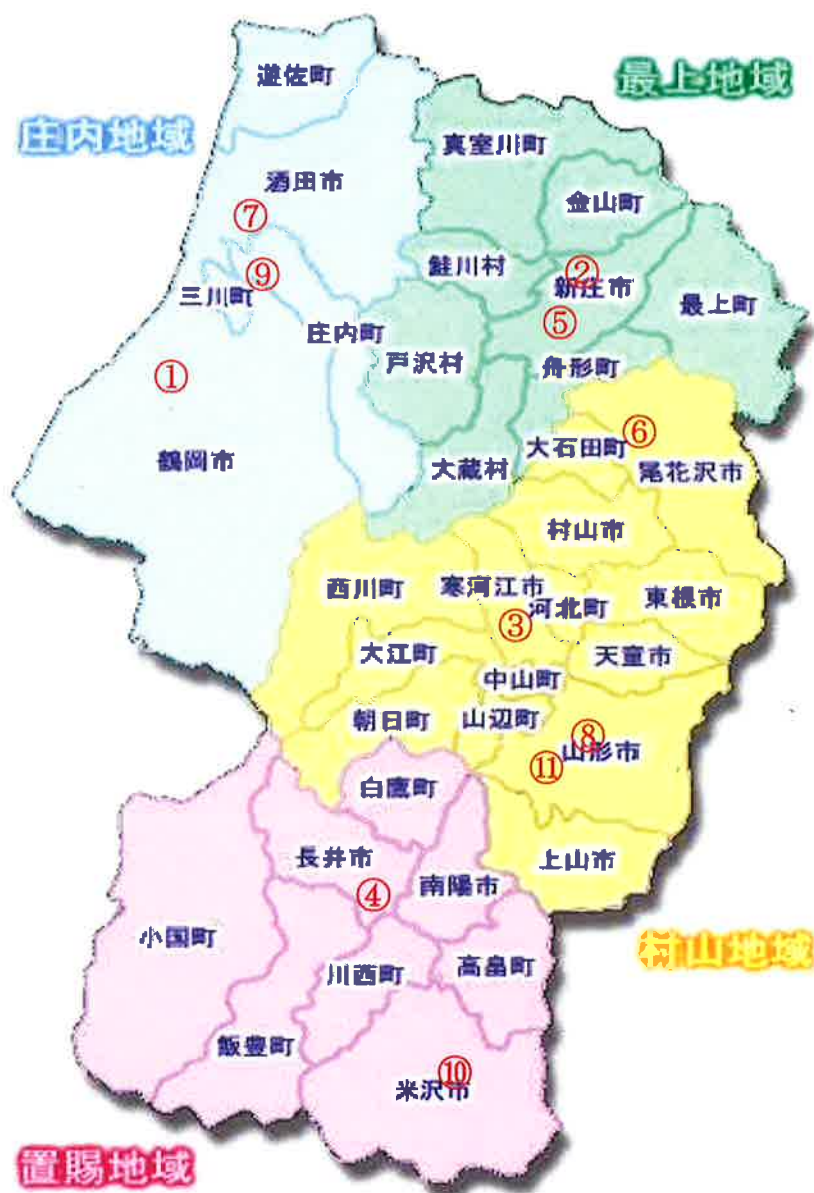 遊佐町
最上地域
庄内地域
真室川町
酒田市
金山町
⑦
鮭川村
②
⑨
新庄市
三川町
最上町
⑤
庄内町
戸沢村
舟形町
①
⑥
大石田町
鶴岡市
大蔵村
尾花沢市
村山市
西川町
寒河江市
河北町
東根市
③
大江町
天童市
中山町
朝日町
山辺町
⑧
山形市
⑪
白鷹町
長井市
上山市
南陽市
④
小国町
村山地域
川西町
高畠町
飯豊町
⑩
米沢市
置賜地域